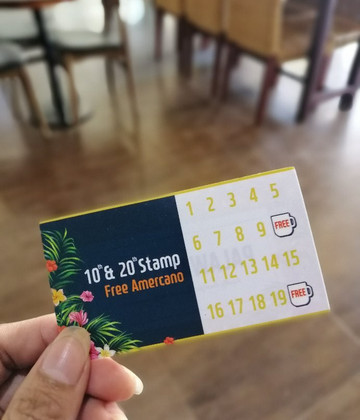 10th & 20th Stamp
Free Amercano
1 2 3 4 5
6 7 8 9 FREE
11 12 13 14 15
16 17 18 19 FREE